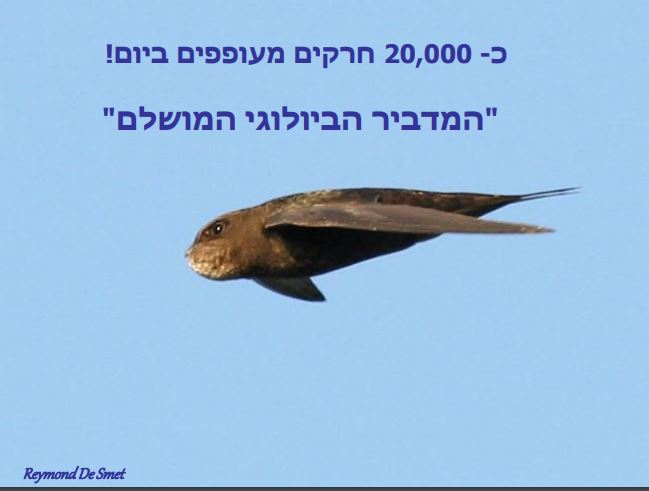 כ- 20,000 חרקים מעופפים ביום!
"המדביר הביולוגי המושלם"
Reymond De Smet